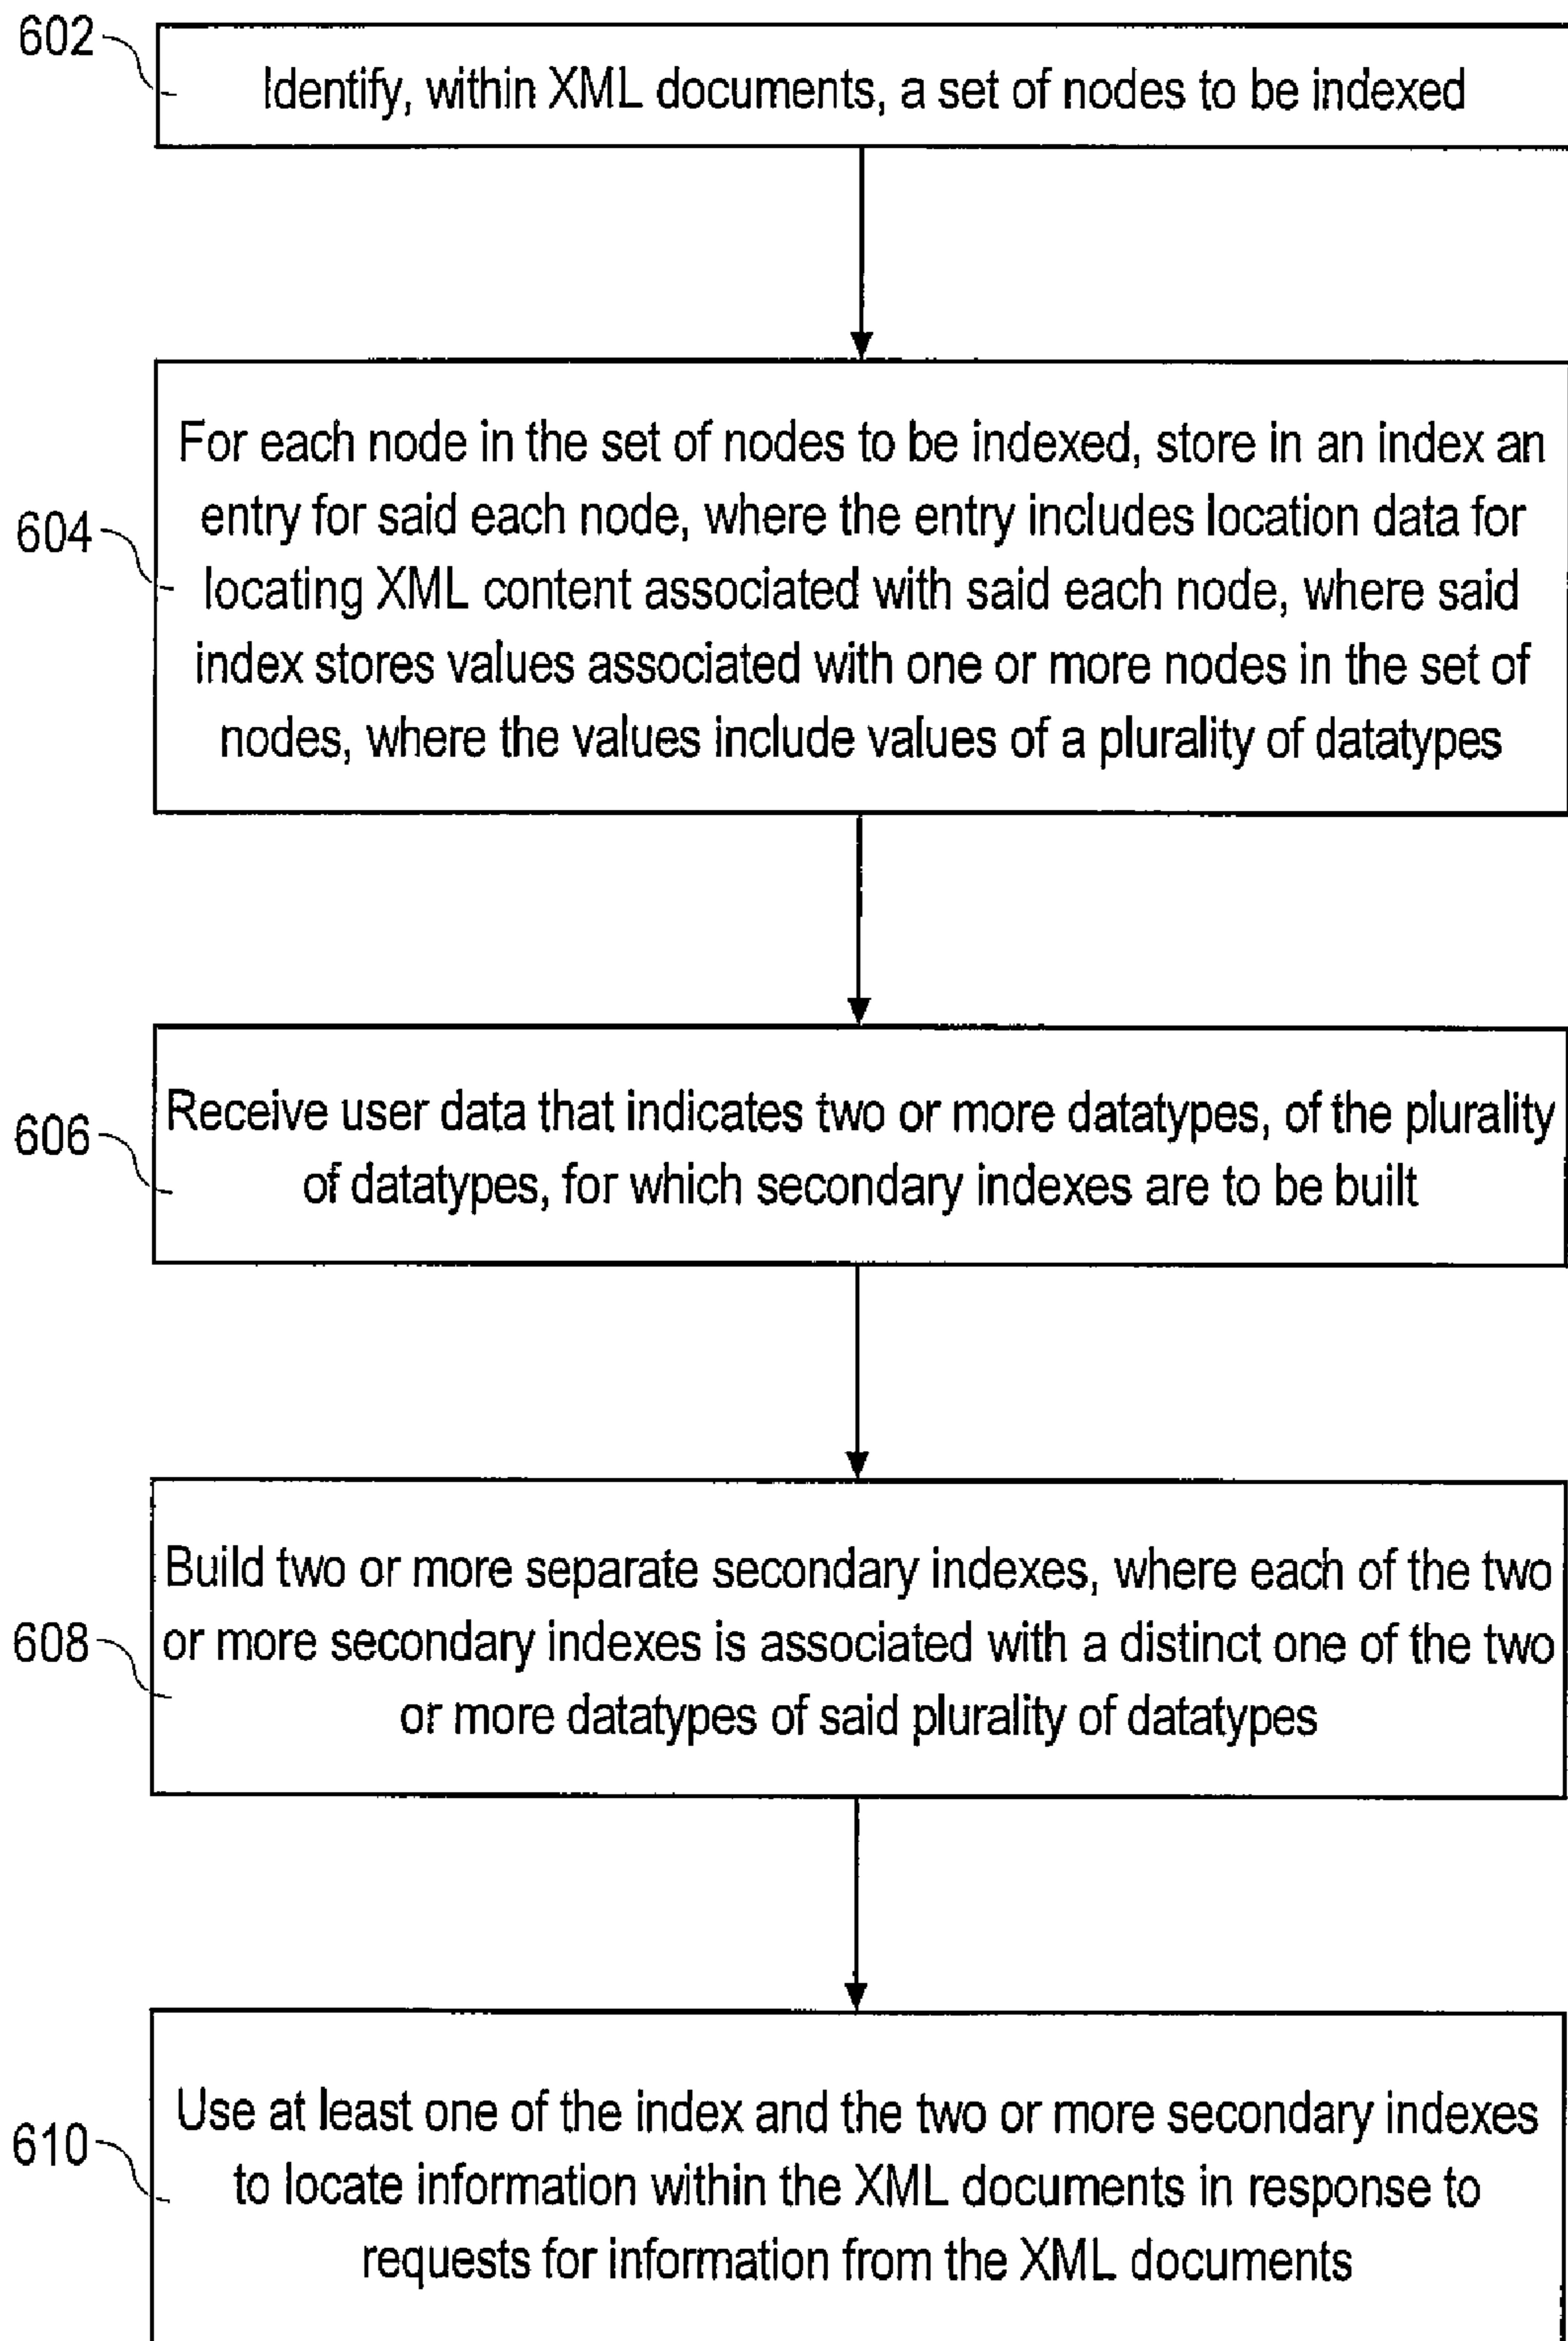 602
Identify, within XML documents, a set of nodes to be indexed
For each node in the set of nodes to be indexed, store in an index an
entry for said each node, where the entry includes location data for
604
locating XML content associated with said each node, where said
index stores values associated with one or more nodes in the set of
nodes, where the values include values of a plurality of datatypes
606
Receive user data that indicates two or more datatypes, of the plurality
of datatypes, for which secondary indexes are to be built
Build two or more separate secondary indexes, where each of the two
608
or more secondary indexes is associated with a distinct one of the two
or more datatypes of said plurality of datatypes
Use at least one of the index and the two or more secondary indexes
610
to locate information within the XML documents in response to
requests for information from the XML documents